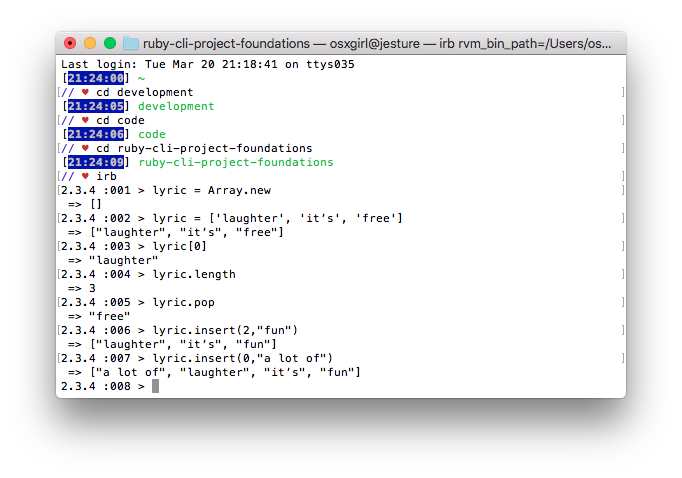 ruby-cli-project-foundations — osxgirl@jesture — irb rvm_bin_path=/Users/os...
Last login: Tue Mar 20 21:18:41 on ttys035
[21:24:00] ~
[// ♥ cd development ]
[21:24:05] development
[// ♥ cd code ]
[21:24:06] code
[// ♥ cd ruby-cli-project-foundations ]
[21:24:09] ruby-cli-project-foundations
[// ♥ irb ]
[2.3.4 :001 > lyric = Array.new ]
 => []
[2.3.4 :002 > lyric = ['laughter', 'it’s', 'free'] ]
 => ["laughter", "it’s", "free"]
[2.3.4 :003 > lyric[0] ]
 => "laughter"
[2.3.4 :004 > lyric.length ]
 => 3
[2.3.4 :005 > lyric.pop ]
 => "free"
[2.3.4 :006 > lyric.insert(2,"fun") ]
 => ["laughter", "it’s", "fun"]
[2.3.4 :007 > lyric.insert(0,"a lot of") ]
 => ["a lot of", "laughter", "it’s", "fun"]
2.3.4 :008 >